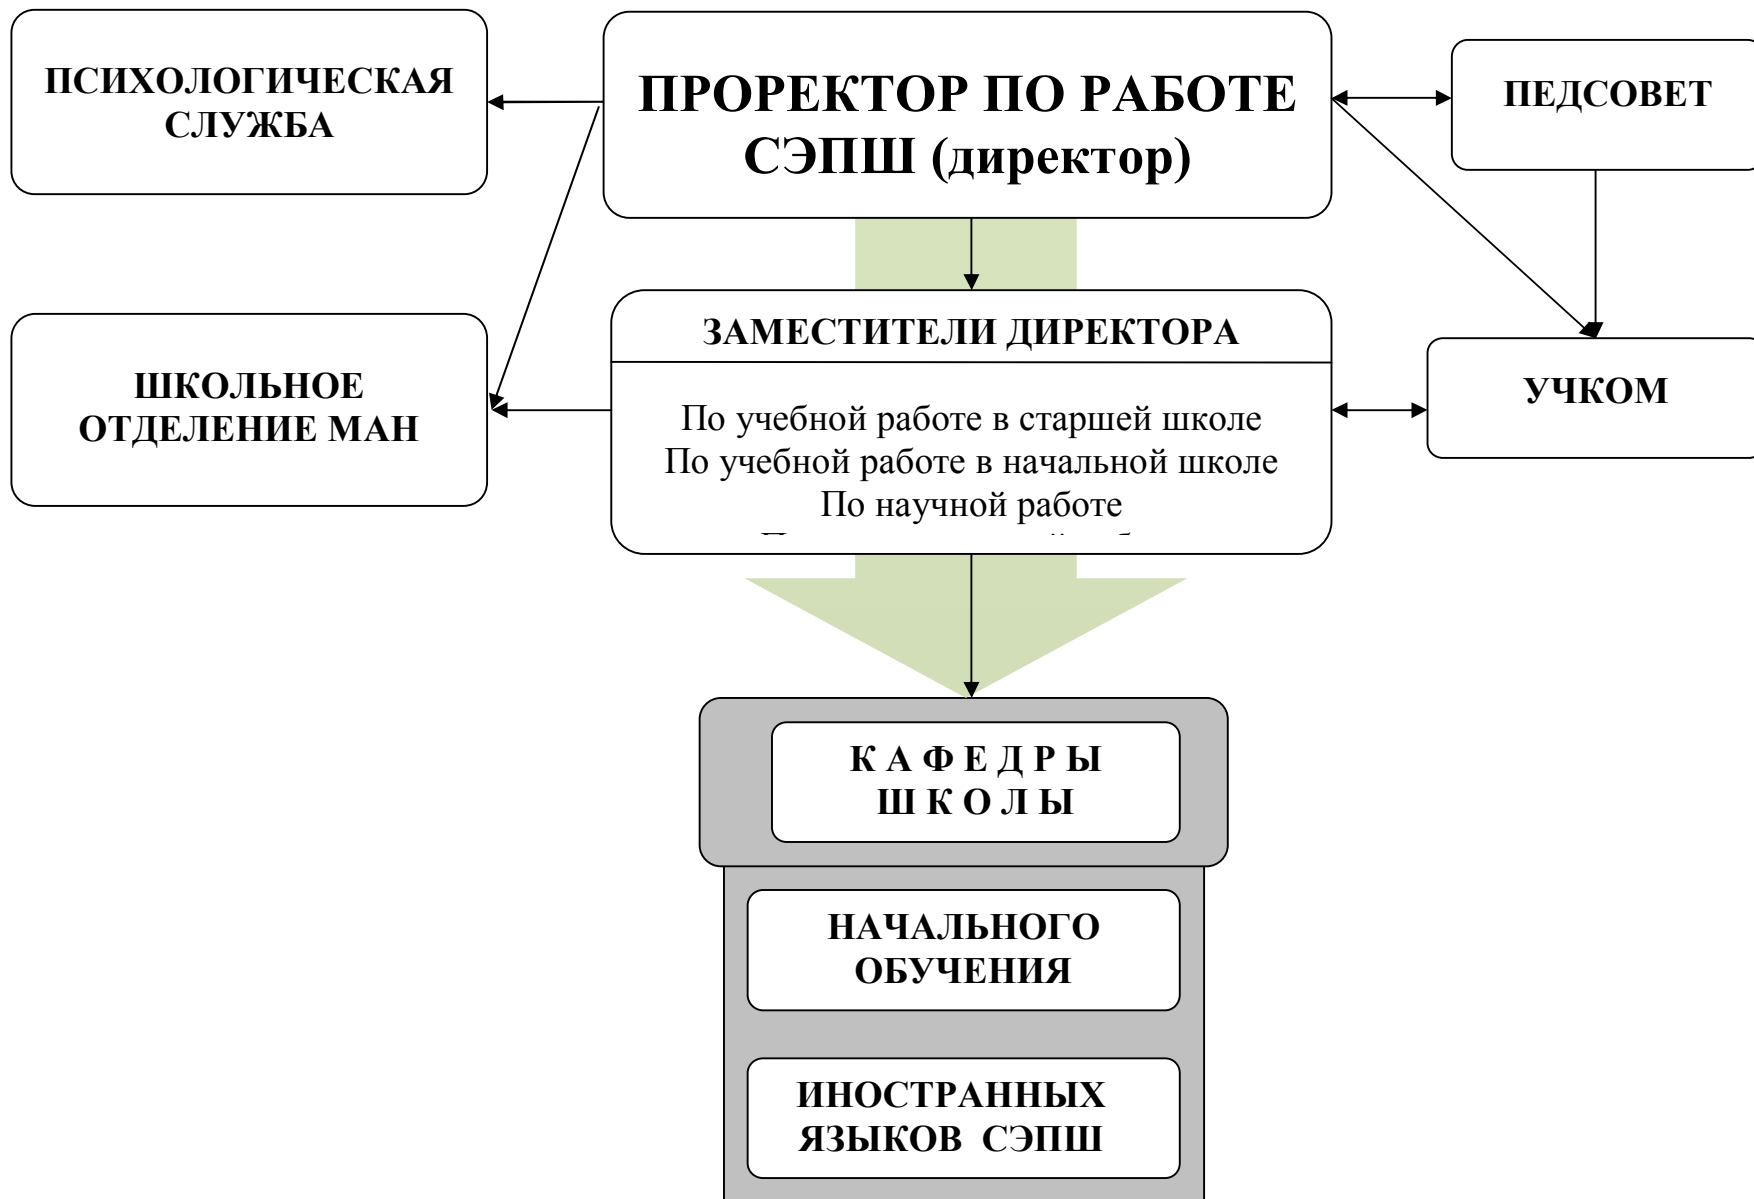 ПСИХОЛОГИЧЕСКАЯ
СЛУЖБА
ПРОРЕКТОР ПО РАБОТЕ
СЭПШ (директор)
ПЕДСОВЕТ
ШКОЛЬНОЕ
ОТДЕЛЕНИЕ МАН
ЗАМЕСТИТЕЛИ ДИРЕКТОРА
По учебной работе в старшей школе
По учебной работе в начальной школе
По научной работе
УЧКОМ
К А Ф Е Д Р Ы
Ш К О Л Ы
НАЧАЛЬНОГО
ОБУЧЕНИЯ
ИНОСТРАННЫХ
ЯЗЫКОВ СЭПШ